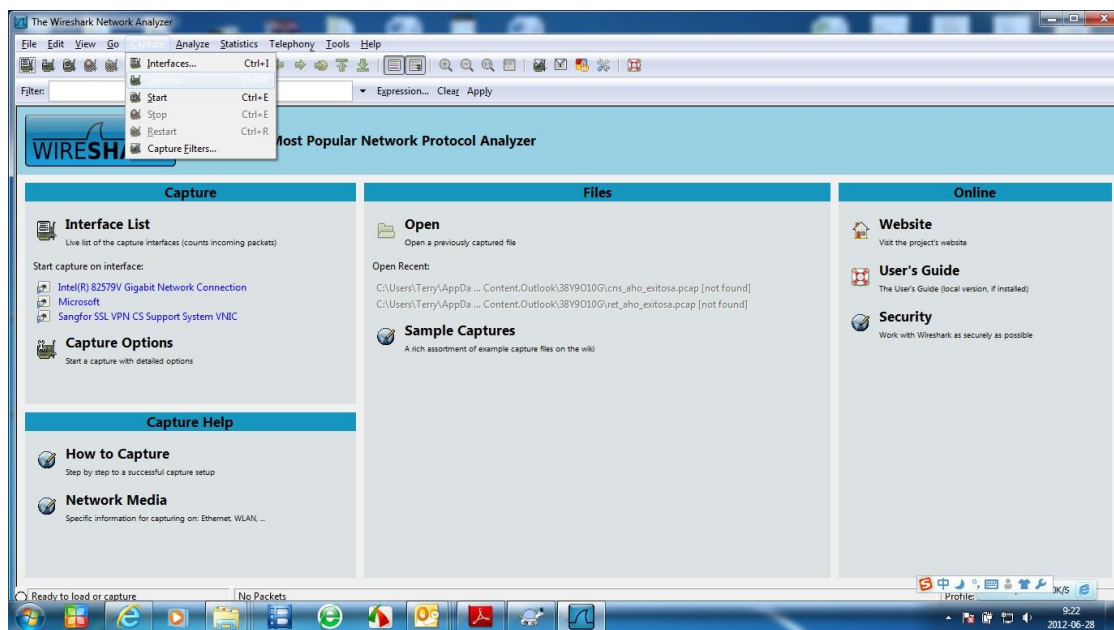 The Wireshark Network Analyzer
File Edit View Go Capture Analyze Statistics Telephony Tools Help
Interfaces... Ctrl+I
Options...
Start Ctrl+E
Stop Ctrl+E
Restart Ctrl+R
Capture Filters...
Filter:
Expression... Clear Apply
WIRESH
Most Popular Network Protocol Analyzer
Capture
Interface List
Live list of the capture interfaces (counts incoming packets)
Start capture on interface:
Intel(R) 82579V Gigabit Network Connection
Microsoft
Sangfor SSL VPN CS Support System VNIC
Capture Options
Start a capture with detailed options
Capture Help
How to Capture
Step by step to a successful capture setup
Network Media
Specific information for capturing on: Ethernet, WLAN, ...
Files
Open
Open a previously captured file
Open Recent:
C:\Users\Terry\AppDa ... Content.Outlook\38Y9O10G\cns_aho_exitosa.pcap [not found]
C:\Users\Terry\AppDa ... Content.Outlook\38Y9O10G\ret_aho_exitosa.pcap [not found]
Sample Captures
A rich assortment of example capture files on the wiki
Online
Website
Visit the project's website
User's Guide
The User's Guide (local version, if installed)
Security
Work with Wireshark as securely as possible
Ready to load or capture
No Packets
Profile:
中
0K/S
9:22
2012-06-28